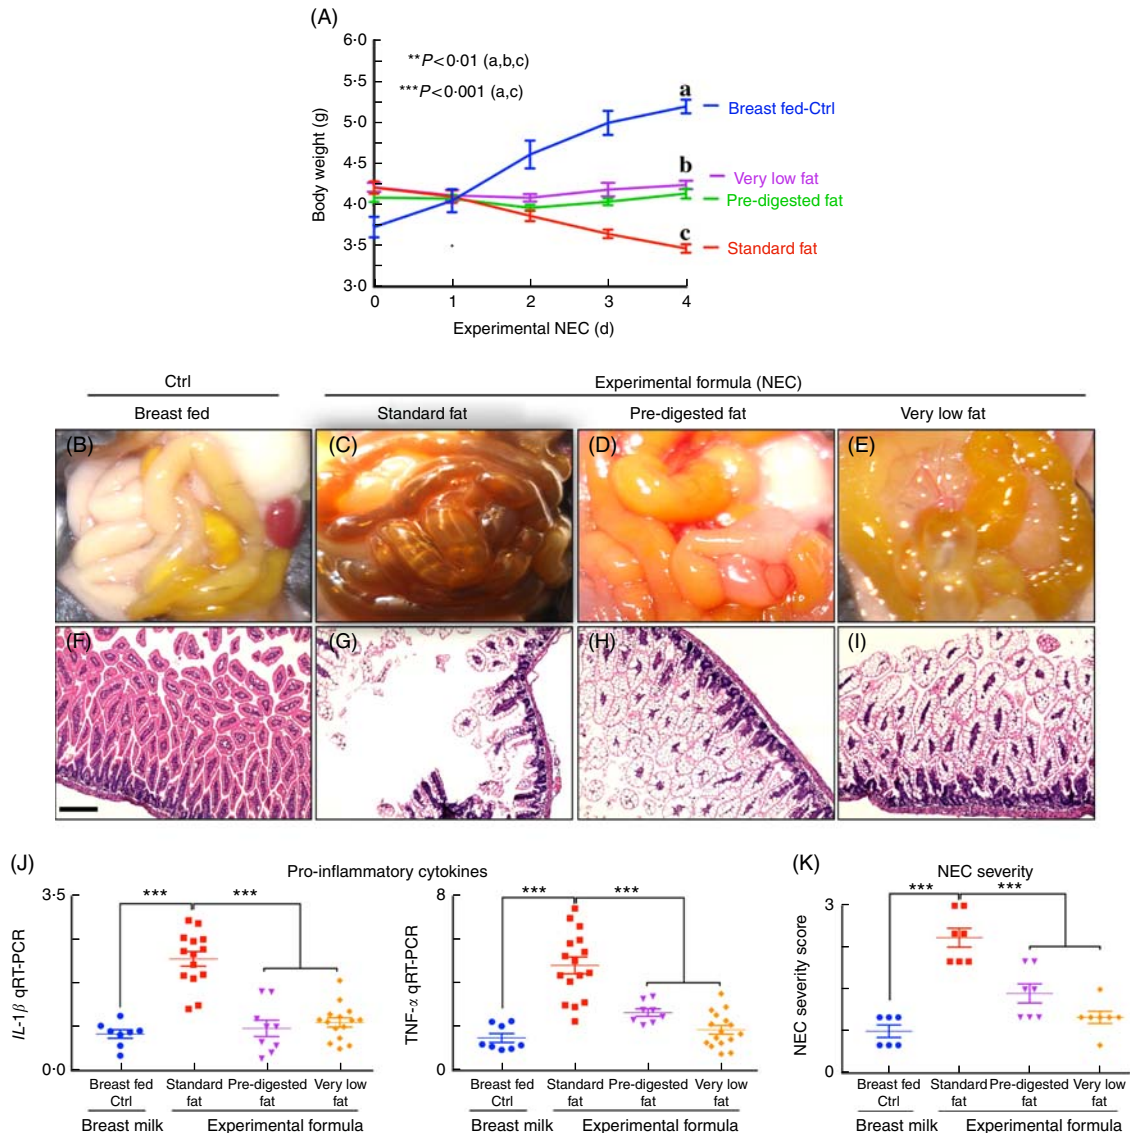 (A)
6·0
5·5
5·0
4·5
4·0
3·5
3·0
Body weight (g)
**P<0·01 (a,b,c)
***P<0·001 (a,c)
a
Breast fed-Ctrl
b
Very low fat
Pre-digested fat
c
Standard fat
0 1 2 3 4
Experimental NEC (d)
Ctrl Experimental formula (NEC)
Breast fed Standard fat Pre-digested fat Very low fat
(B) (C) (D) (E)
(F) (G) (H) (I)
(J)
Pro-inflammatory cytokines
3·5
0·0
IL-1β qRT-PCR
*** ***
Breast fed Standard Pre-digested Very low
Ctrl fat fat fat
Breast milk Experimental formula
8
4
0
TNF-α qRT-PCR
*** ***
Breast fed Standard Pre-digested Very low
Ctrl fat fat fat
Breast milk Experimental formula
(K)
NEC severity
3
2
0
NEC severity score
*** ***
Breast fed Standard Pre-digested Very low
Ctrl fat fat fat
Breast milk Experimental formula